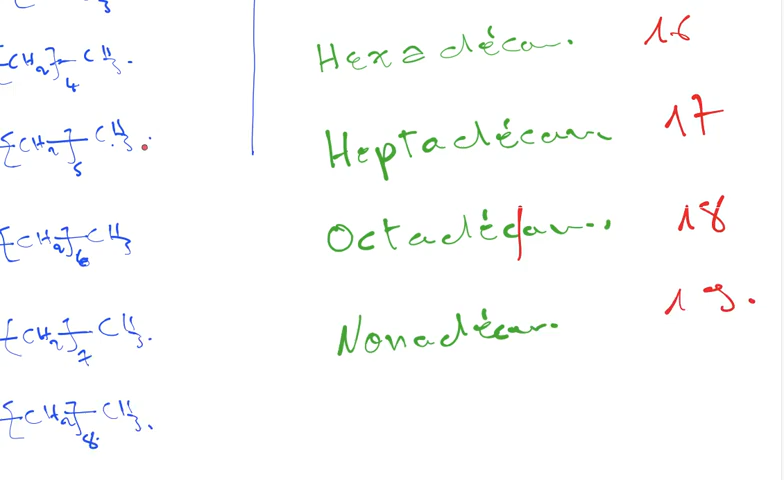 [CH2]4-CH3.
Hexadécan. 16
[CH2]5 CH3.
Heptadécan 17
[CH2]6 CH3
Octadécan. 18
[CH2]7-CH3.
Nonadécan. 19.
[CH2]8-CH3.